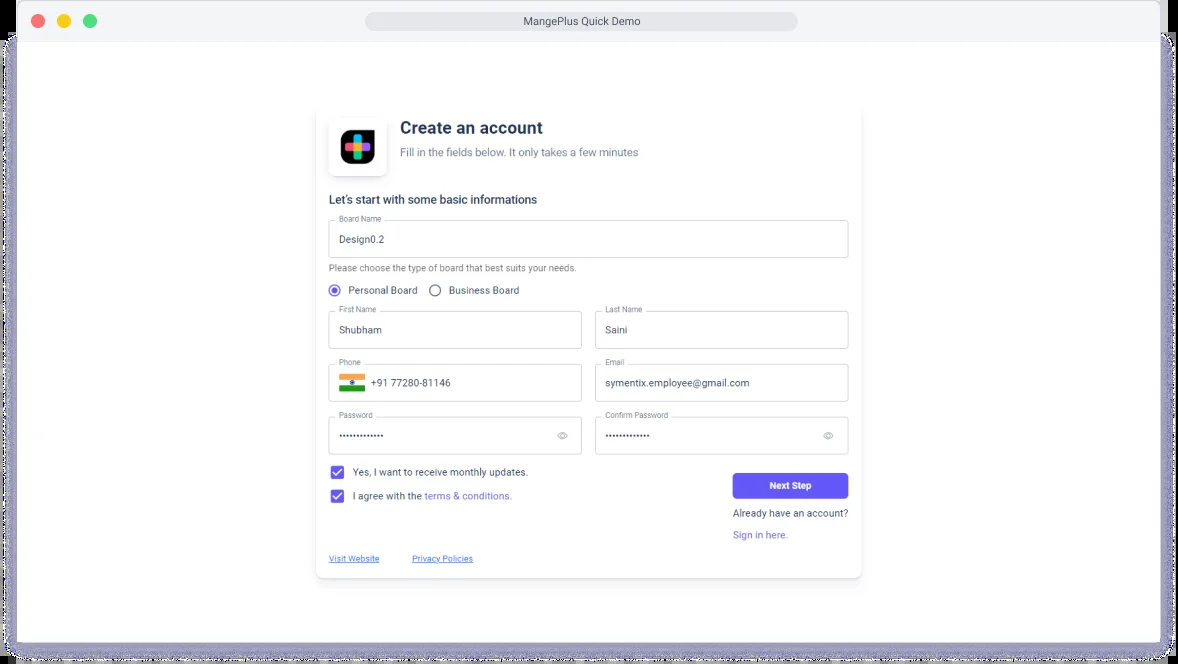 MangePlus Quick Demo
Create an account
Fill in the fields below. It only takes a few minutes
Let's start with some basic informations
Board Name
Design0.2
Please choose the type of board that best suits your needs.
Personal Board Business Board
First Name Last Name
Shubham Saini
Phone Email
+91 77280-81146 symentix.employee@gmail.com
Password Confirm Password
••••••••••••• •••••••••••••
Yes, I want to receive monthly updates.
I agree with the terms & conditions.
Next Step
Already have an account?
Sign in here.
Visit Website Privacy Policies